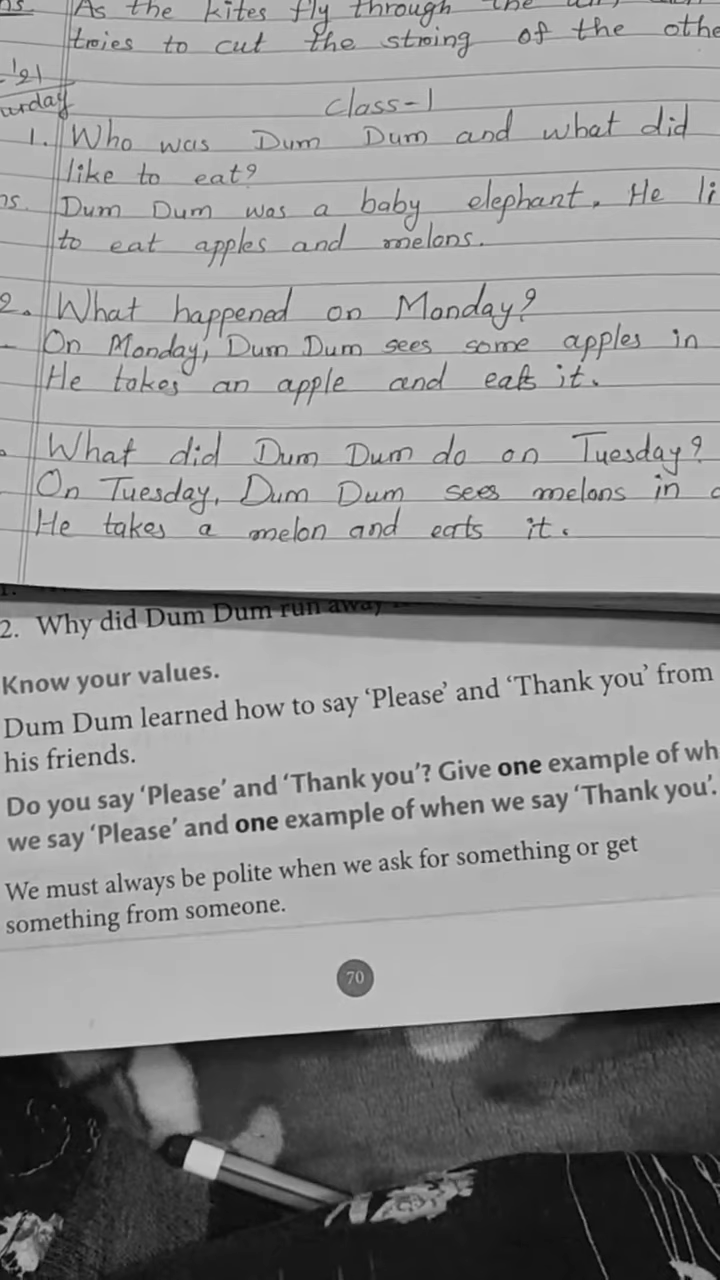 As the kites fly through the
tries to cut the string of the othe
'21
urday
class-1
1. Who was Dum Dum and what did
like to eat?
ns. Dum Dum was a baby elephant. He li
to eat apples and melons.
2. What happened on Monday?
- On Monday, Dum Dum sees some apples in
He takes an apple and eats it.
What did Dum Dum do on Tuesday?
On Tuesday, Dum Dum sees melons in
He takes a melon and eats it.
2. Why did Dum Dum run away
Know your values.
Dum Dum learned how to say ‘Please’ and ‘Thank you’ from
his friends.
Do you say ‘Please’ and ‘Thank you’? Give one example of wh
we say ‘Please’ and one example of when we say ‘Thank you’.
We must always be polite when we ask for something or get
something from someone.
70